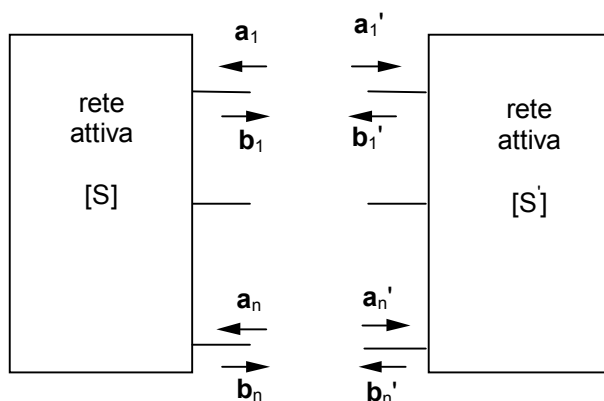 a₁ a₁'
rete attiva [S]
b₁ b₁'
rete attiva [S']
aₙ aₙ'
bₙ bₙ'